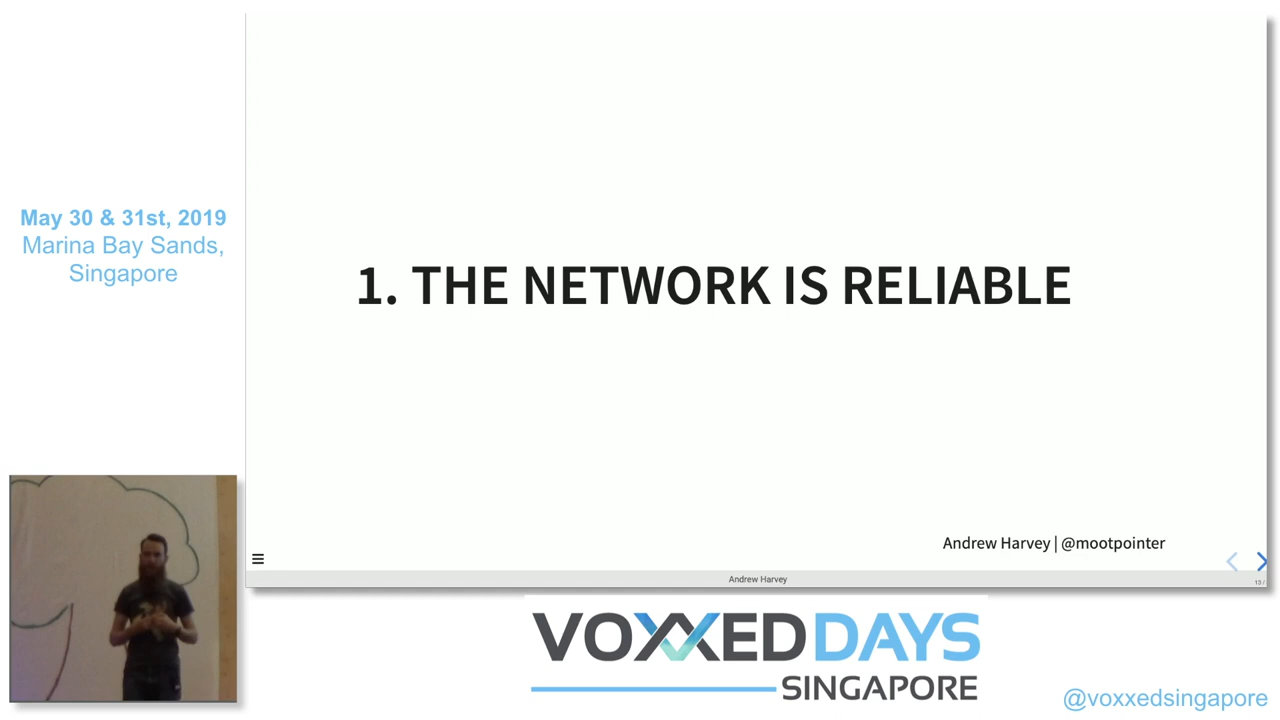 May 30 & 31st, 2019
Marina Bay Sands,
Singapore
1. THE NETWORK IS RELIABLE
Andrew Harvey | @mootpointer
Andrew Harvey
13 /
VOXXED DAYS
SINGAPORE
@voxxedsingapore